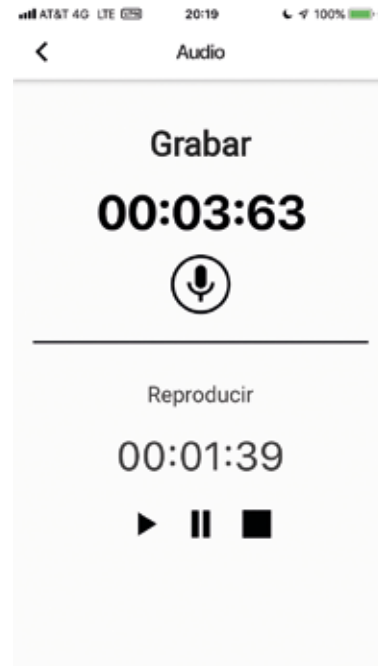 AT&T 4G LTE 20:19 100%
Audio
Grabar
00:03:63
Reproducir
00:01:39